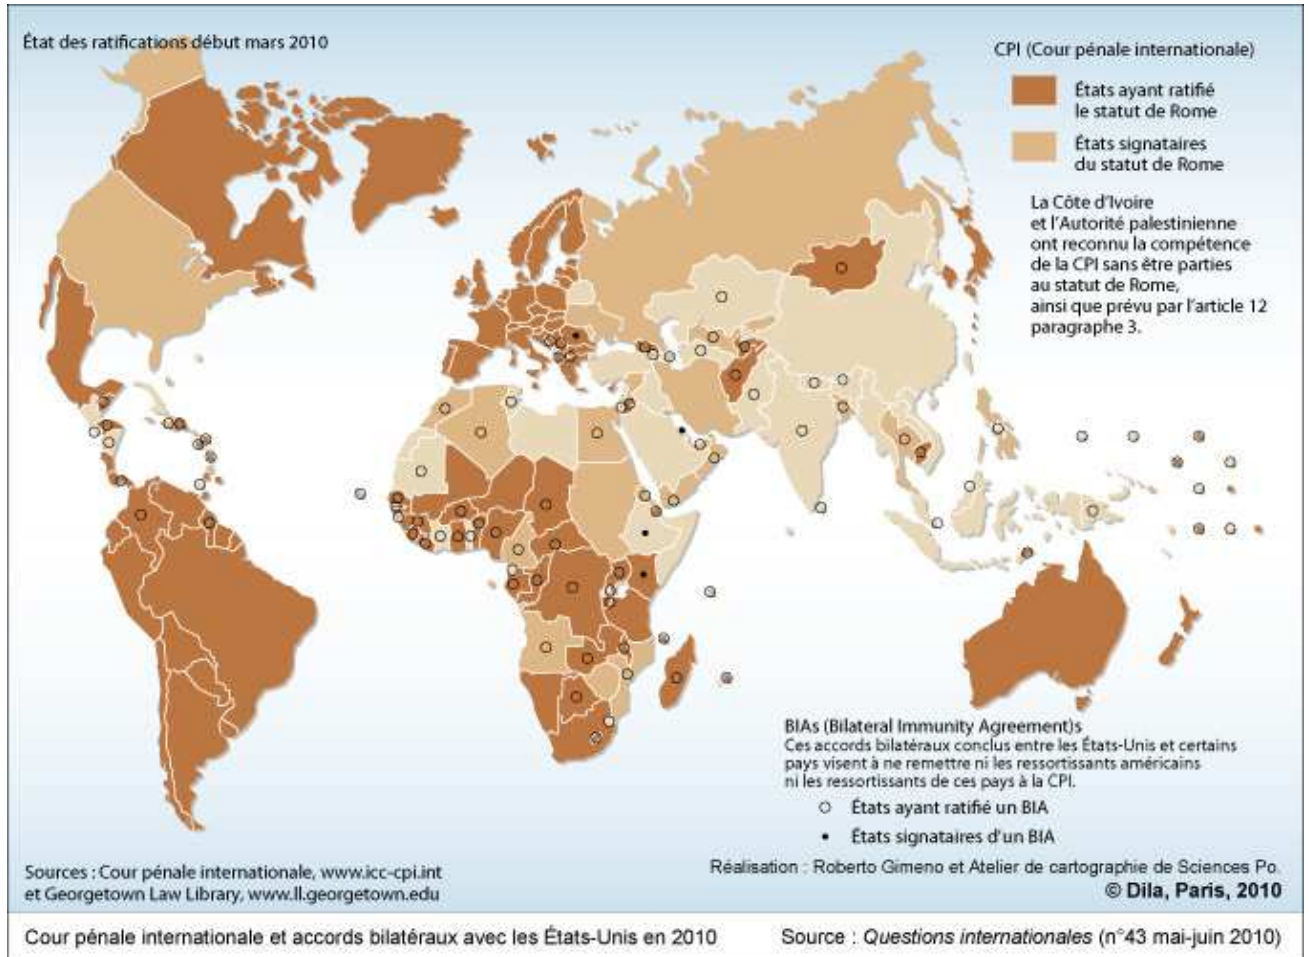 État des ratifications début mars 2010
CPI (Cour pénale internationale)
États ayant ratifié
le statut de Rome
États signataires
du statut de Rome
La Côte d'Ivoire
et l'Autorité palestinienne
ont reconnu la compétence
de la CPI sans être parties
au statut de Rome,
ainsi que prévu par l'article 12
paragraphe 3.
BIAs (Bilateral Immunity Agreement)s
Ces accords bilatéraux conclus entre les États-Unis et certains
pays visent à ne remettre ni les ressortissants américains
ni les ressortissants de ces pays à la CPI.
États ayant ratifié un BIA
États signataires d'un BIA
Sources : Cour pénale internationale, www.icc-cpi.int
et Georgetown Law Library, www.ll.georgetown.edu
Réalisation : Roberto Gimeno et Atelier de cartographie de Sciences Po.
© Dila, Paris, 2010
Cour pénale internationale et accords bilatéraux avec les États-Unis en 2010
Source : Questions internationales (n°43 mai-juin 2010)